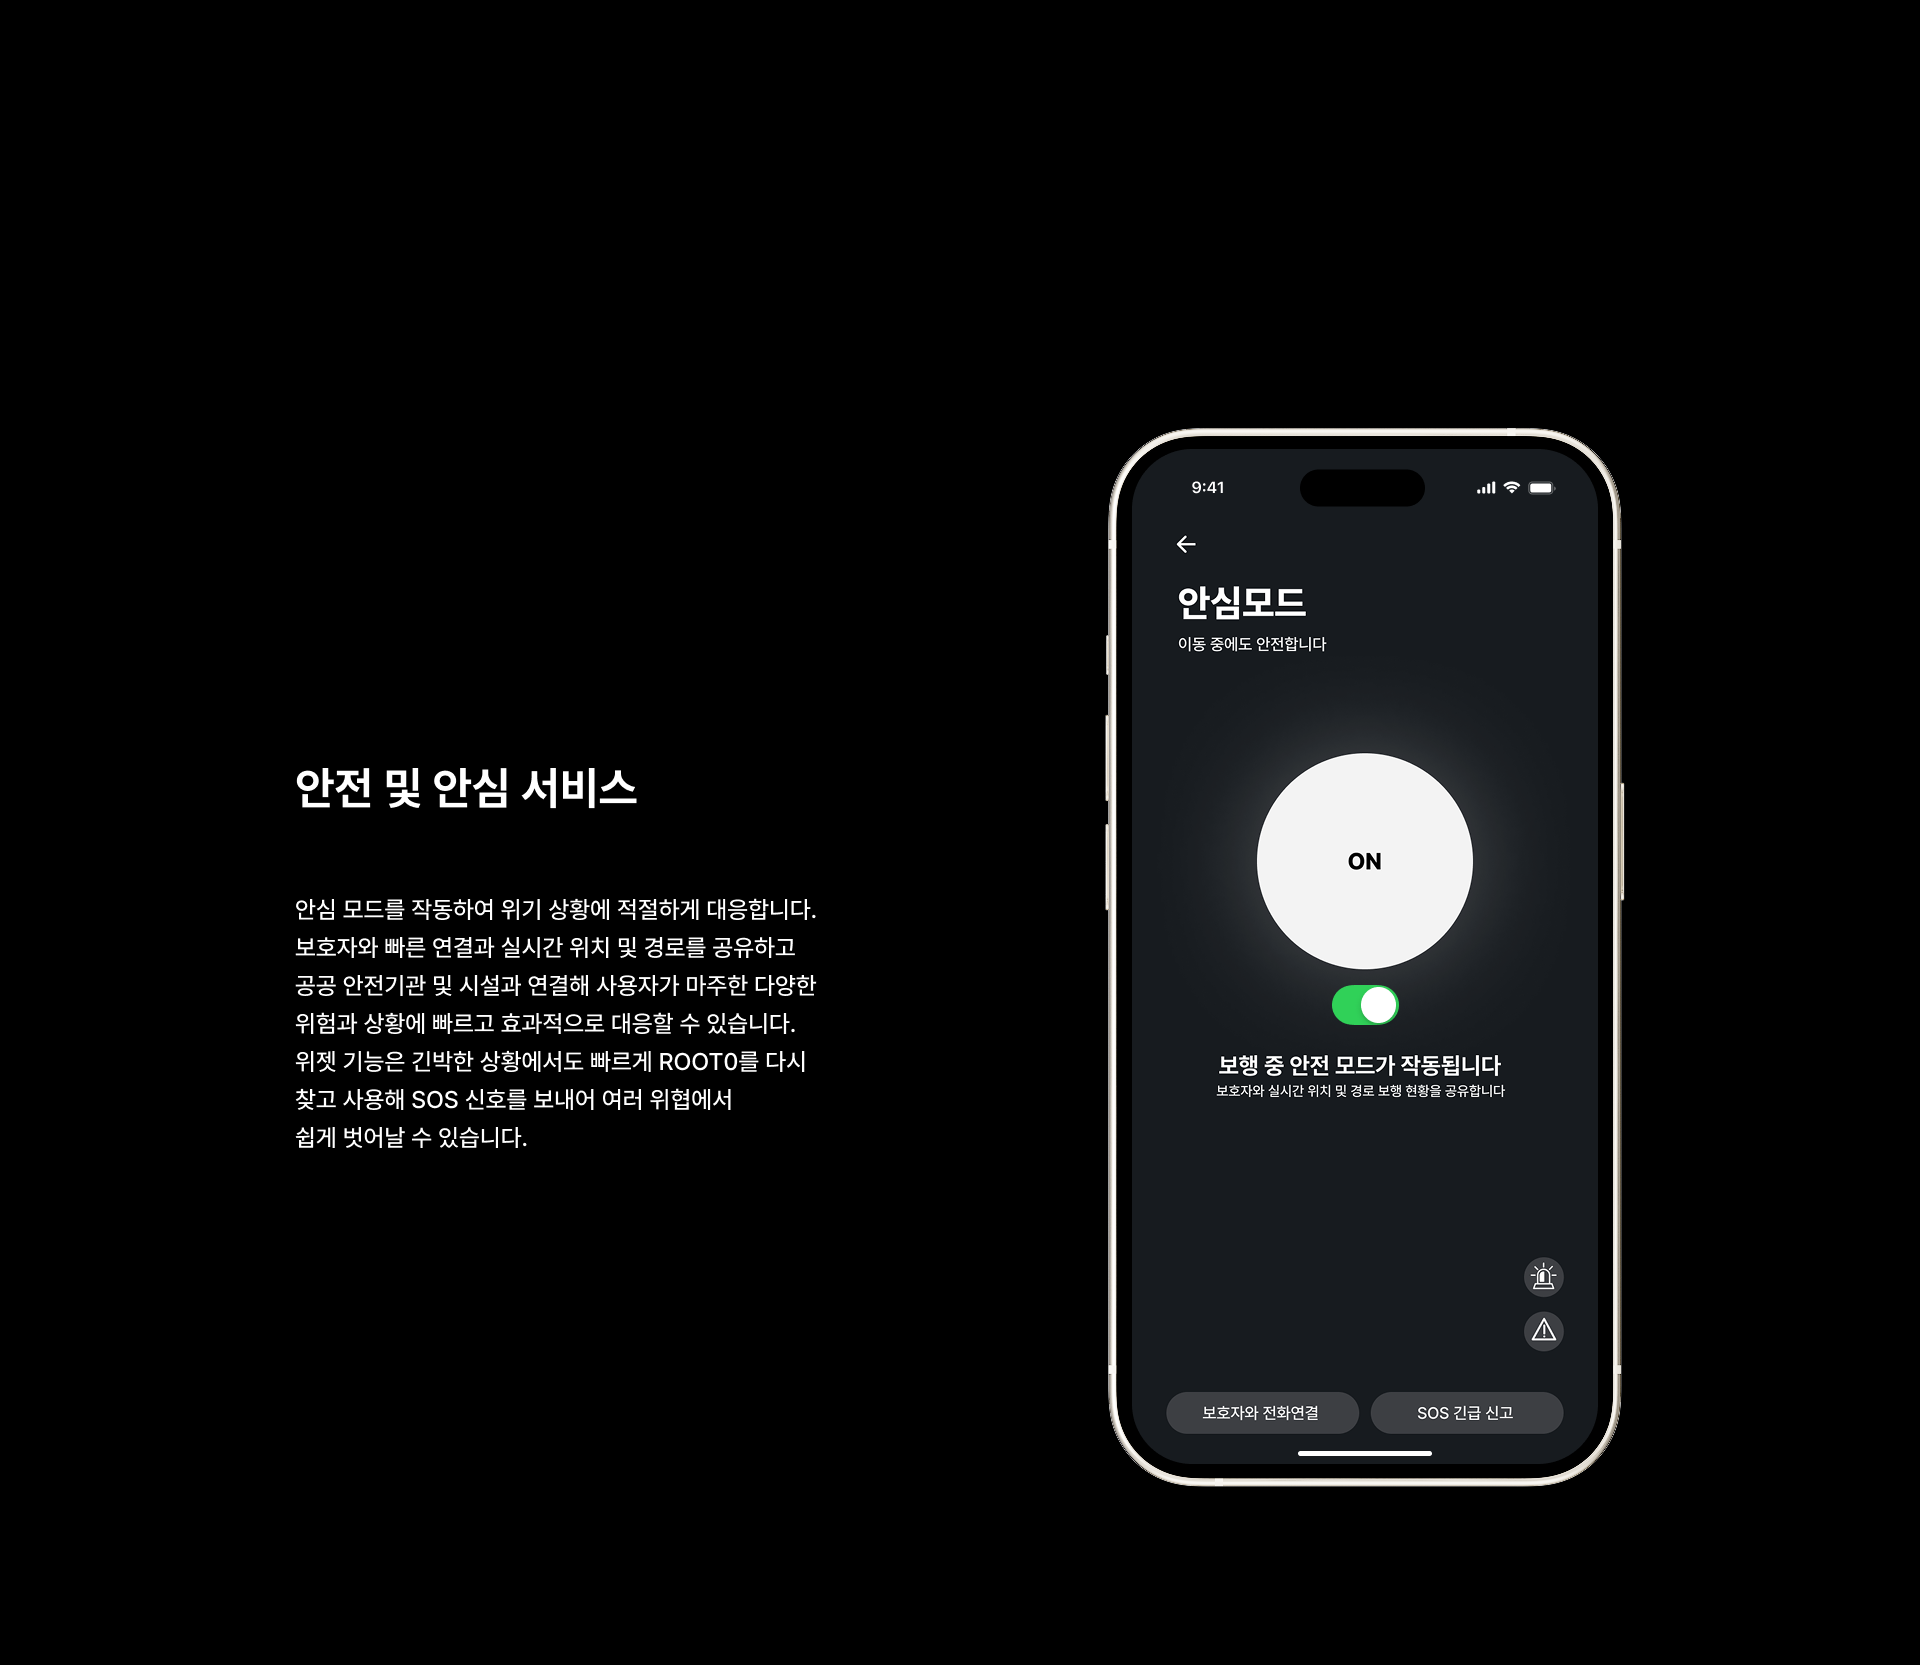 안전 및 안심 서비스
안심 모드를 작동하여 위기 상황에 적절하게 대응합니다.
보호자와 빠른 연결과 실시간 위치 및 경로를 공유하고
공공 안전기관 및 시설과 연결해 사용자가 마주한 다양한
위험과 상황에 빠르고 효과적으로 대응할 수 있습니다.
위젯 기능은 긴박한 상황에서도 빠르게 ROOT0를 다시
찾고 사용해 SOS 신호를 보내어 여러 위협에서
쉽게 벗어날 수 있습니다.
9:41
안심모드
이동 중에도 안전합니다
ON
보행 중 안전 모드가 작동됩니다
보호자와 실시간 위치 및 경로 보행 현황을 공유합니다
보호자와 전화연결
SOS 긴급 신고